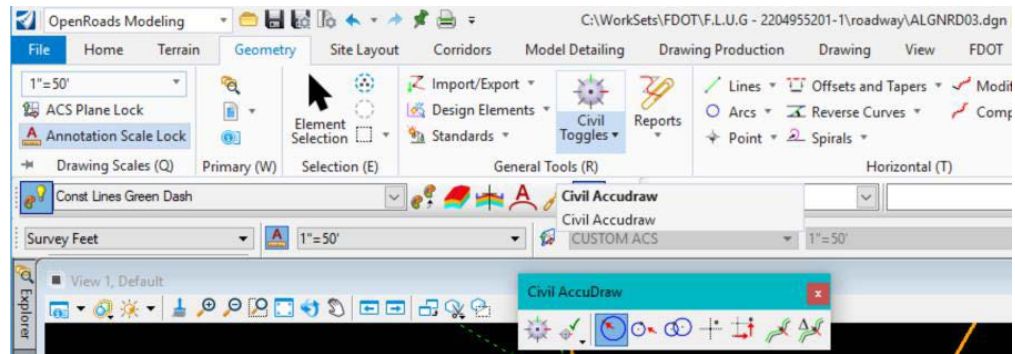 OpenRoads Modeling C:\WorkSets\FDOT\F.L.U.G - 2204955201-1\roadway\ALGNRD03.dgn
File Home Terrain Geometry Site Layout Corridors Model Detailing Drawing Production Drawing View FDOT
1"=50' Import/Export Lines Offsets and Tapers Modif
ACS Plane Lock Design Elements Arcs Reverse Curves Comp
Annotation Scale Lock Element Selection Standards Civil Toggles Reports Point Spirals
Drawing Scales (Q) Primary (W) Selection (E) General Tools (R) Horizontal (T)
Const Lines Green Dash Civil Accudraw
Civil Accudraw
Survey Feet 1"=50' CUSTOM ACS 1"=50'
View 1, Default Civil AccuDraw
Explorer